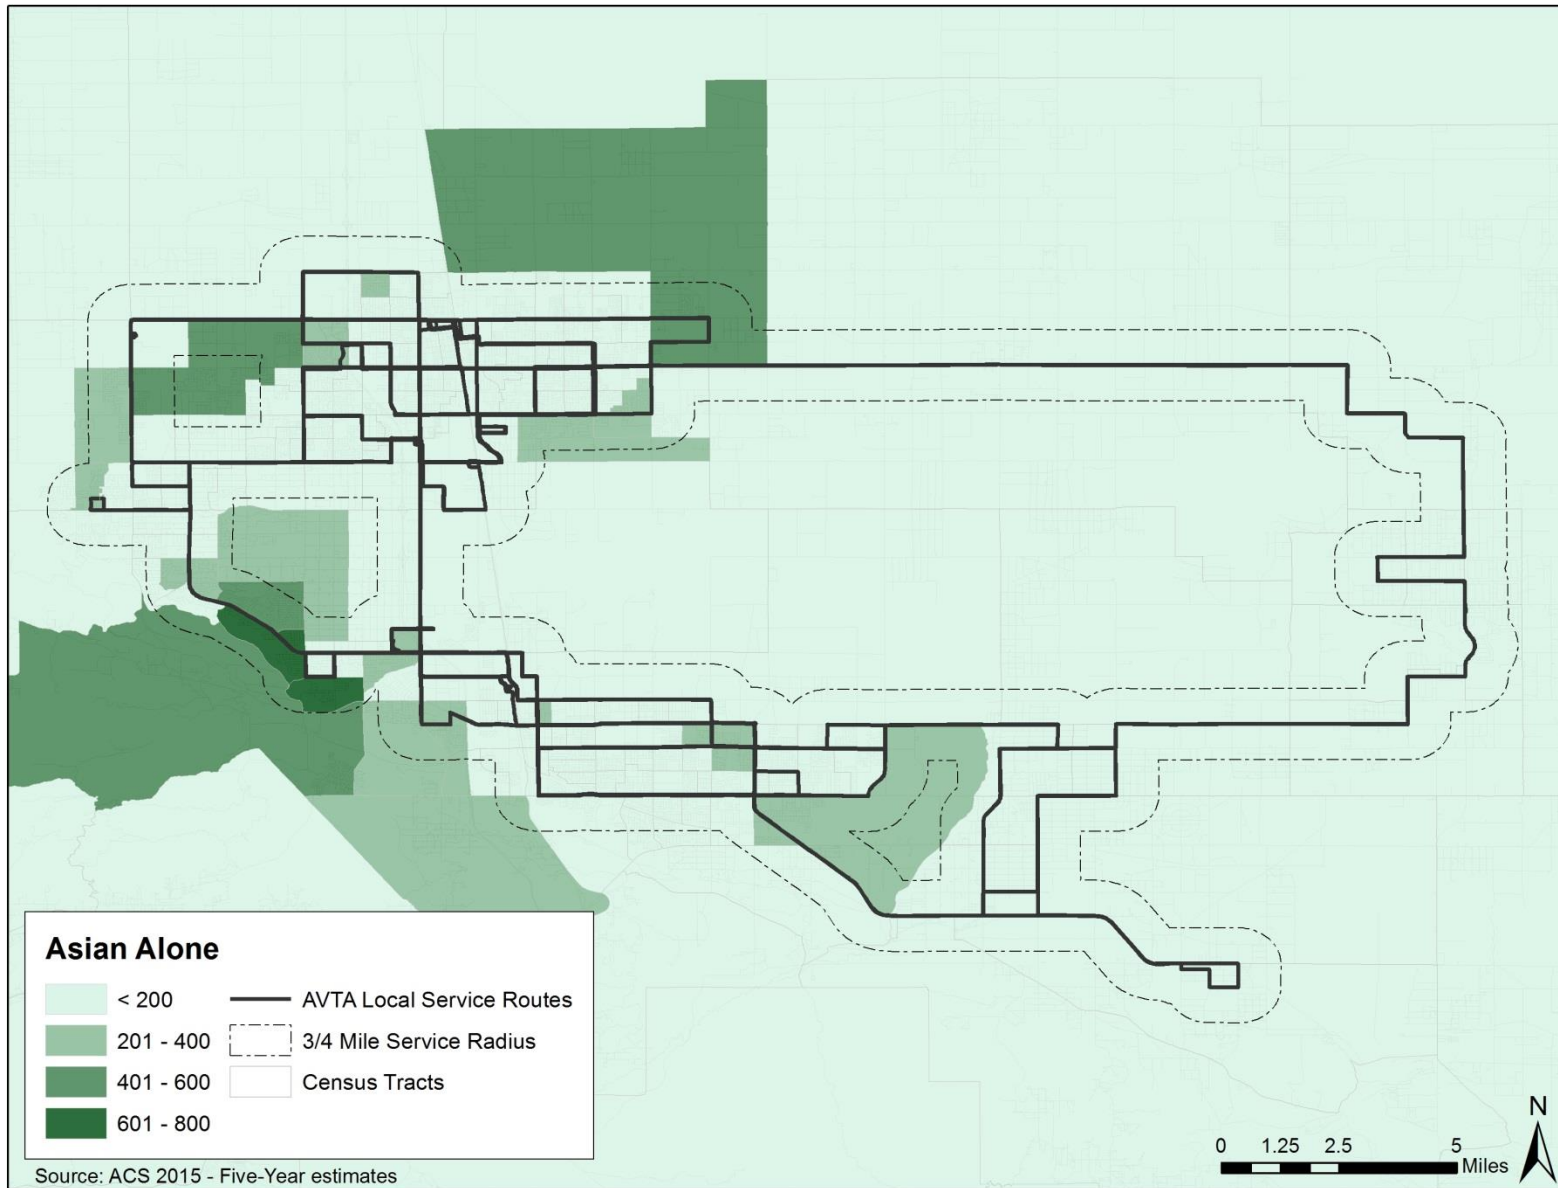 Asian Alone
< 200
201 - 400
401 - 600
601 - 800
AVTA Local Service Routes
3/4 Mile Service Radius
Census Tracts
Source: ACS 2015 - Five-Year estimates
0 1.25 2.5 5
Miles
N